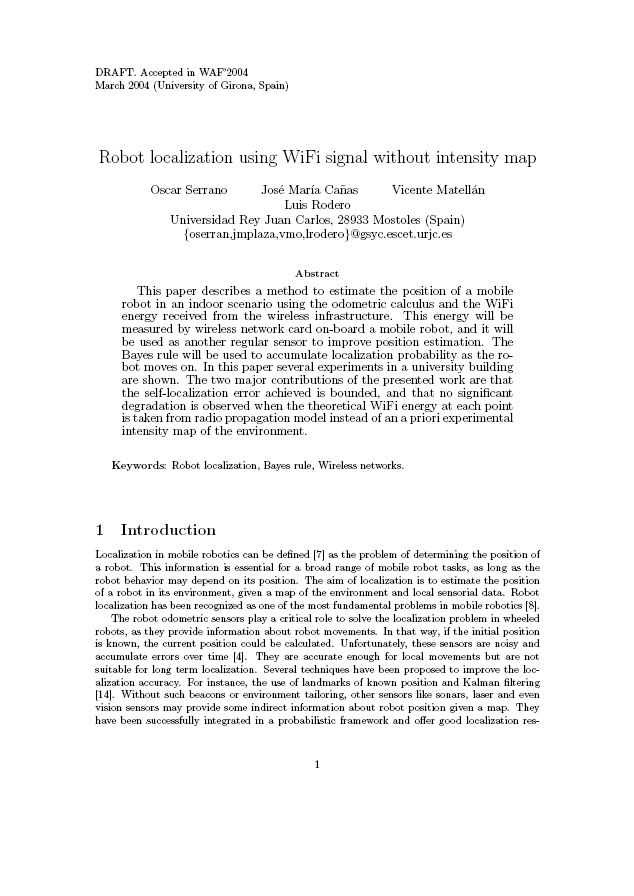 DRAFT. Accepted in WAF'2004
March 2004 (University of Girona, Spain)
Robot localization using WiFi signal without intensity map
Oscar Serrano José María Cañas Vicente Matellán
Luis Rodero
Universidad Rey Juan Carlos, 28933 Mostoles (Spain)
{oserran,jmplaza,vmo,lrodero}@gsyc.escet.urjc.es
Abstract
This paper describes a method to estimate the position of a mobile
robot in an indoor scenario using the odometric calculus and the WiFi
energy received from the wireless infrastructure. This energy will be
measured by wireless network card on-board a mobile robot, and it will
be used as another regular sensor to improve position estimation. The
Bayes rule will be used to accumulate localization probability as the ro-
bot moves on. In this paper several experiments in a university building
are shown. The two major contributions of the presented work are that
the self-localization error achieved is bounded, and that no significant
degradation is observed when the theoretical WiFi energy at each point
is taken from radio propagation model instead of an a priori experimental
intensity map of the environment.
Keywords: Robot localization, Bayes rule, Wireless networks.
1 Introduction
Localization in mobile robotics can be defined [7] as the problem of determining the position of
a robot. This information is essential for a broad range of mobile robot tasks, as long as the
robot behavior may depend on its position. The aim of localization is to estimate the position
of a robot in its environment, given a map of the environment and local sensorial data. Robot
localization has been recognized as one of the most fundamental problems in mobile robotics [8].
The robot odometric sensors play a critical role to solve the localization problem in wheeled
robots, as they provide information about robot movements. In that way, if the initial position
is known, the current position could be calculated. Unfortunately, these sensors are noisy and
accumulate errors over time [4]. They are accurate enough for local movements but are not
suitable for long term localization. Several techniques have been proposed to improve the loc-
alization accuracy. For instance, the use of landmarks of known position and Kalman filtering
[14]. Without such beacons or environment tailoring, other sensors like sonars, laser and even
vision sensors may provide some indirect information about robot position given a map. They
have been successfully integrated in a probabilistic framework and offer good localization res-
1